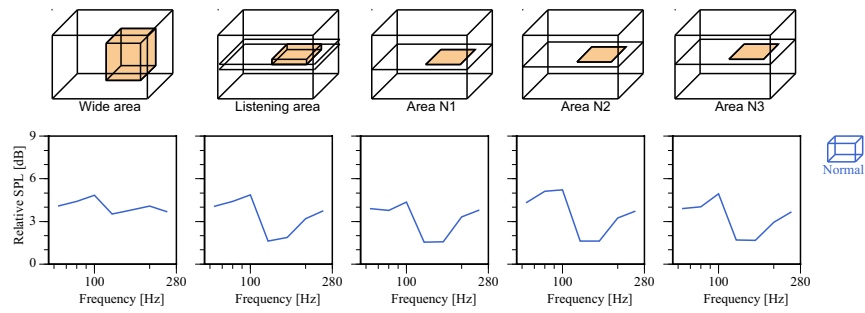 Wide area
Listening area
Area N1
Area N2
Area N3
Relative SPL [dB]
9
6
3
0
100
280
Frequency [Hz]
100
280
Frequency [Hz]
100
280
Frequency [Hz]
100
280
Frequency [Hz]
100
280
Frequency [Hz]
Normal